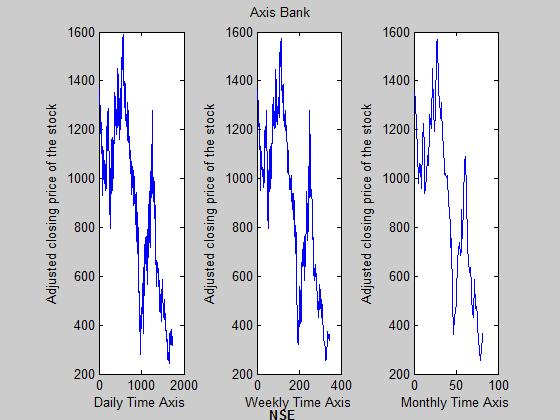 Axis Bank
Adjusted closing price of the stock
1600
1400
1200
1000
800
600
400
200
0 1000 2000
Daily Time Axis
Adjusted closing price of the stock
1600
1400
1200
1000
800
600
400
200
0 200 400
Weekly Time Axis
Adjusted closing price of the stock
1600
1400
1200
1000
800
600
400
200
0 50 100
Monthly Time Axis
NSE